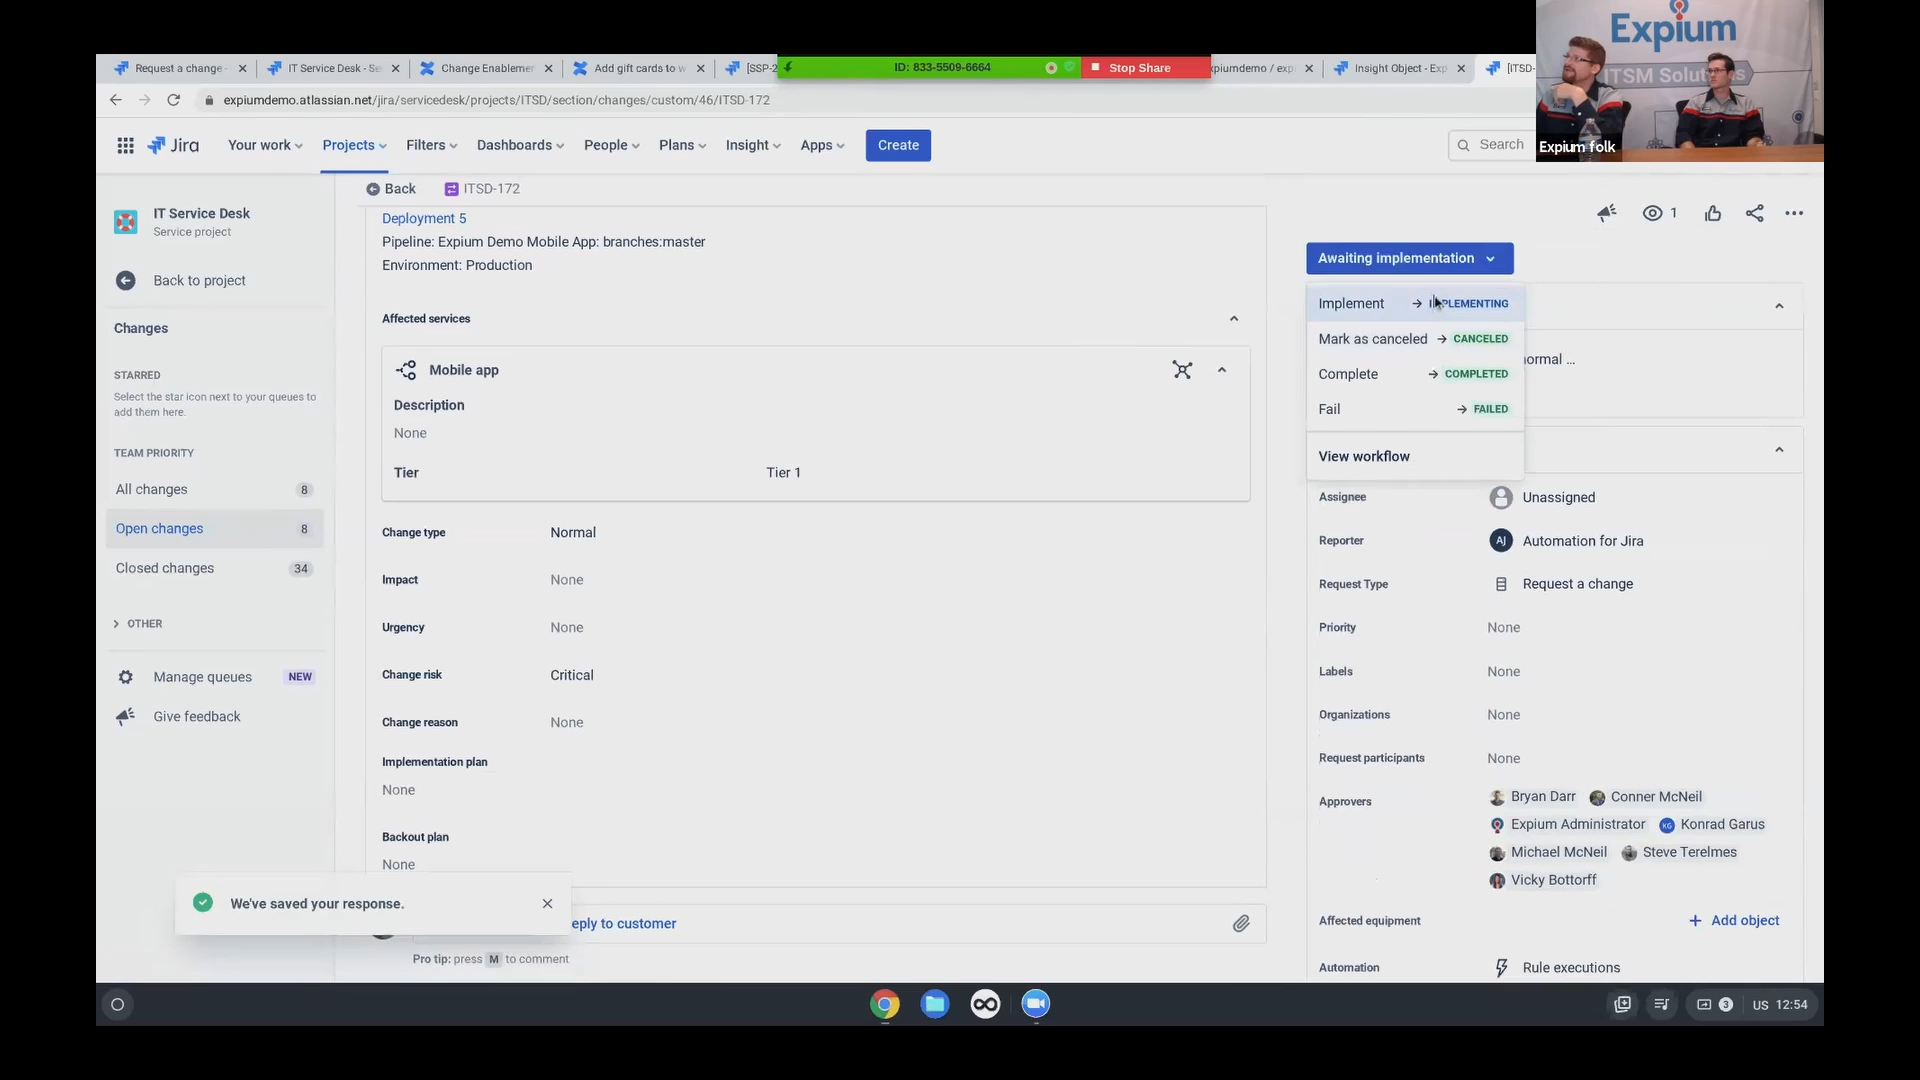 Expium
ITSM Solutions
Expium folk
Request a change -
IT Service Desk - Se
Change Enablemen
Add gift cards to w
[SSP-2
ID: 833-5509-6664
Stop Share
xpiumdemo / exp
Insight Object - Exp
[ITSD-
expiumdemo.atlassian.net/jira/servicedesk/projects/ITSD/section/changes/custom/46/ITSD-172
Jira
Your work
Projects
Filters
Dashboards
People
Plans
Insight
Apps
Create
Search
IT Service Desk
Service project
Back to project
Changes
STARRED
Select the star icon next to your queues to
add them here.
TEAM PRIORITY
All changes 8
Open changes 8
Closed changes 34
OTHER
Manage queues NEW
Give feedback
Back ITSD-172
Deployment 5
Pipeline: Expium Demo Mobile App: branches:master
Environment: Production
Affected services
Mobile app
Description
None
Tier Tier 1
Change type Normal
Impact None
Urgency None
Change risk Critical
Change reason None
Implementation plan
None
Backout plan
None
We've saved your response.
eply to customer
Pro tip: press M to comment
1
Awaiting implementation
Implement → IMPLEMENTING
Mark as canceled → CANCELED
Complete → COMPLETED
Fail → FAILED
View workflow
normal ...
Assignee Unassigned
Reporter AJ Automation for Jira
Request Type Request a change
Priority None
Labels None
Organizations None
Request participants None
Approvers Bryan Darr Conner McNeil
Expium Administrator KG Konrad Garus
Michael McNeil Steve Terelmes
Vicky Bottorff
Affected equipment + Add object
Automation Rule executions
3 US 12:54